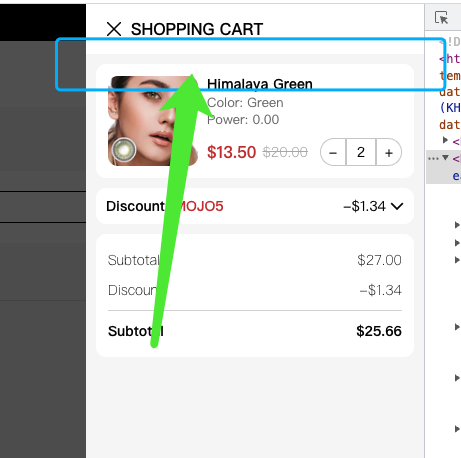 SHOPPING CART
Himalaya Green
Color: Green
Power: 0.00
$13.50 $20.00 − 2 +
Discount: MOJO5 −$1.34
Subtotal $27.00
Discount −$1.34
Subtotal $25.66
<!D
<ht
tem
dat
(KH
dat
<
<b
e